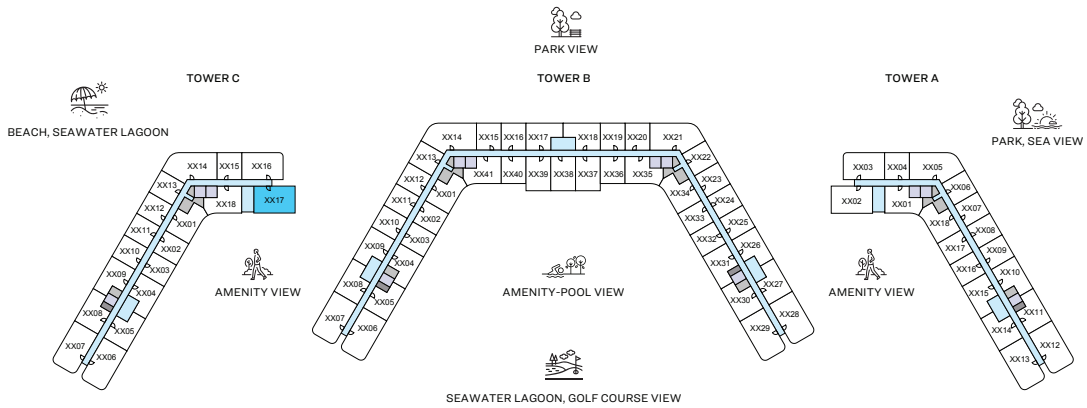 PARK VIEW
TOWER C
TOWER B
TOWER A
BEACH, SEAWATER LAGOON
PARK, SEA VIEW
XX14
XX15
XX16
XX13
XX17
XX12
XX18
XX01
XX11
XX02
XX10
XX03
XX09
XX04
XX08
XX05
XX07
XX06
XX14
XX15
XX16
XX17
XX18
XX19
XX20
XX21
XX13
XX41
XX40
XX39
XX38
XX37
XX36
XX35
XX22
XX12
XX01
XX34
XX23
XX11
XX02
XX33
XX24
XX03
XX32
XX25
XX09
XX04
XX31
XX26
XX08
XX05
XX30
XX27
XX07
XX06
XX29
XX28
XX03
XX04
XX05
XX02
XX01
XX06
XX18
XX07
XX17
XX08
XX16
XX09
XX15
XX10
XX14
XX11
XX13
XX12
AMENITY VIEW
AMENITY-POOL VIEW
AMENITY VIEW
SEAWATER LAGOON, GOLF COURSE VIEW